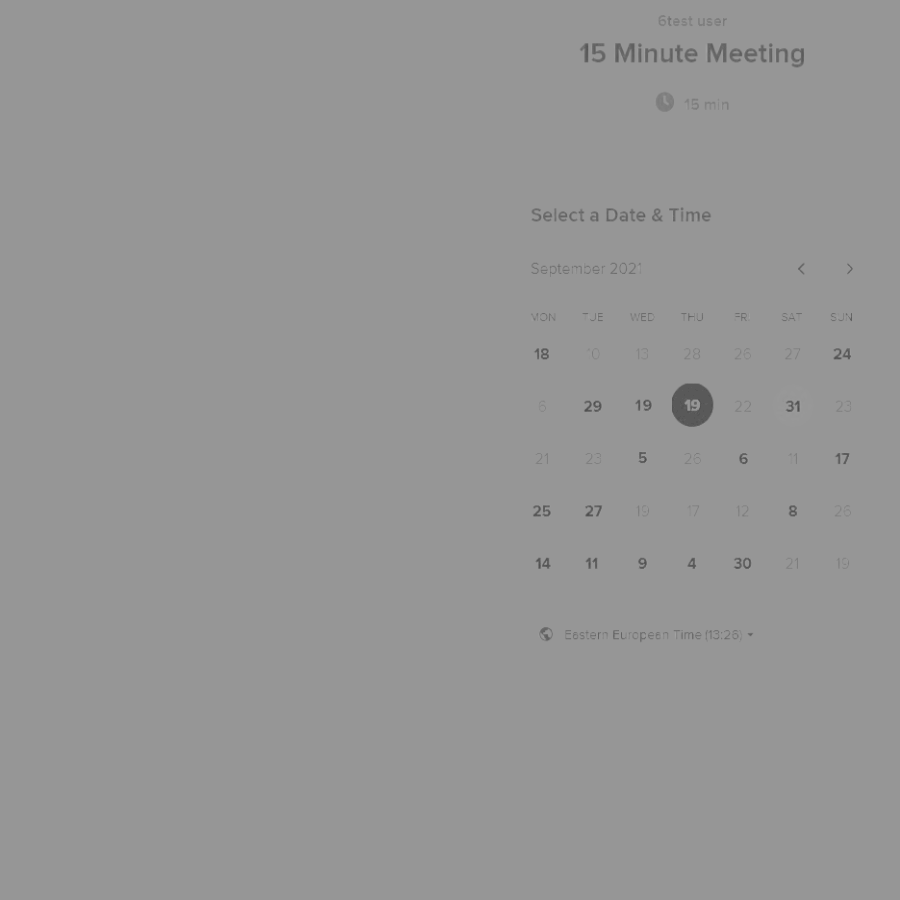 6test user
15 Minute Meeting
15 min
Select a Date & Time
September 2021
MON TUE WED THU FRI SAT SUN
18 10 13 28 26 27 24
6 29 19 19 22 31 23
21 23 5 26 6 11 17
25 27 19 17 12 8 26
14 11 9 4 30 21 19
Eastern European Time (13:26)